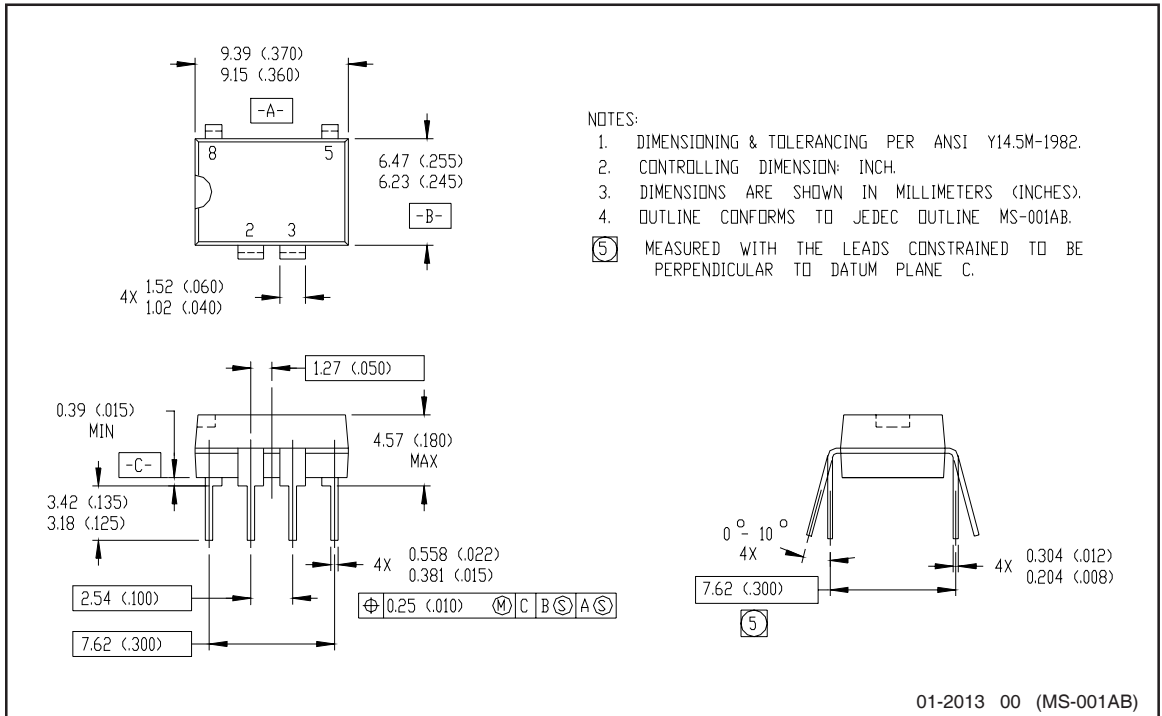 9.39 (.370)
9.15 (.360)
-A-
8 5
6.47 (.255)
6.23 (.245)
-B-
2 3
4X 1.52 (.060)
1.02 (.040)
NOTES:
1. DIMENSIONING & TOLERANCING PER ANSI Y14.5M-1982.
2. CONTROLLING DIMENSION: INCH.
3. DIMENSIONS ARE SHOWN IN MILLIMETERS (INCHES).
4. OUTLINE CONFORMS TO JEDEC OUTLINE MS-001AB.
5 MEASURED WITH THE LEADS CONSTRAINED TO BE
PERPENDICULAR TO DATUM PLANE C.
1.27 (.050)
0.39 (.015)
MIN
-C-
4.57 (.180)
MAX
3.42 (.135)
3.18 (.125)
4X 0.558 (.022)
0.381 (.015)
2.54 (.100)
⌖ 0.25 (.010) Ⓜ C B Ⓢ A Ⓢ
7.62 (.300)
0° - 10°
4X
4X 0.304 (.012)
0.204 (.008)
7.62 (.300)
5
01-2013 00 (MS-001AB)